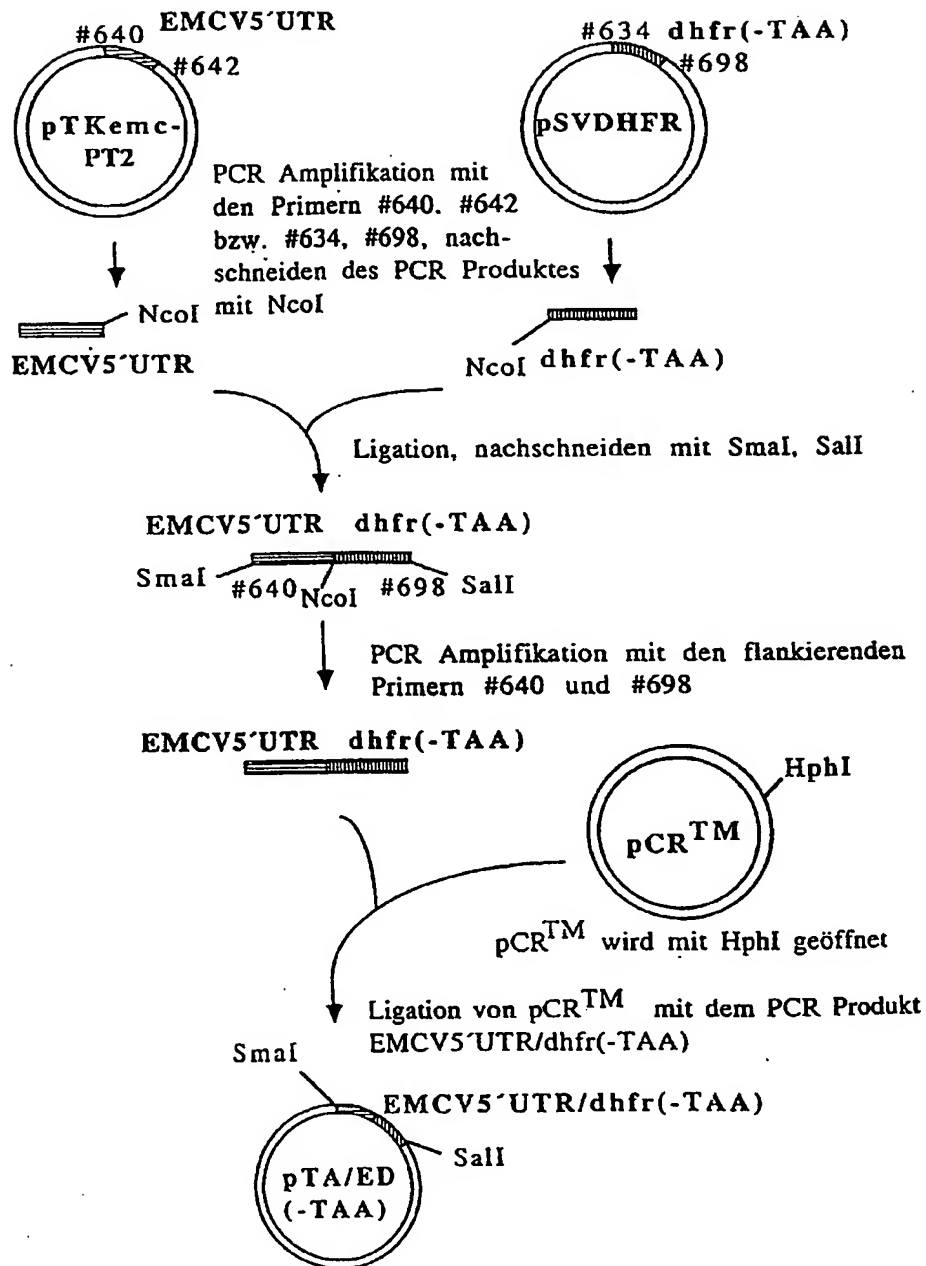 #640 EMCV5´UTR
#642
pTKemc-
PT2
#634 dhfr(-TAA)
#698
pSVDHFR
PCR Amplifikation mit
den Primern #640. #642
bzw. #634, #698, nach-
schneiden des PCR Produktes
mit NcoI
NcoI
EMCV5´UTR
NcoI dhfr(-TAA)
Ligation, nachschneiden mit SmaI, SalI
EMCV5´UTR dhfr(-TAA)
SmaI #640 NcoI #698 SalI
PCR Amplifikation mit den flankierenden
Primern #640 und #698
EMCV5´UTR dhfr(-TAA)
HphI
pCR™
pCR™ wird mit HphI geöffnet
Ligation von pCR™ mit dem PCR Produkt
EMCV5´UTR/dhfr(-TAA)
SmaI
EMCV5´UTR/dhfr(-TAA)
SalI
pTA/ED
(-TAA)